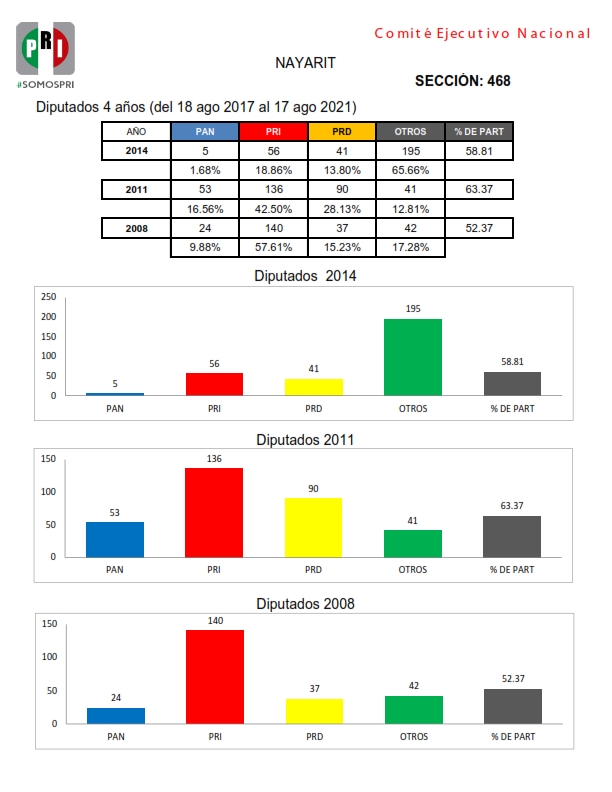 Comité Ejecutivo Nacional
PRI
#SOMOSPRI
NAYARIT
SECCIÓN: 468
Diputados 4 años (del 18 ago 2017 al 17 ago 2021)
AÑO PAN PRI PRD OTROS % DE PART
2014 5 56 41 195 58.81
1.68% 18.86% 13.80% 65.66%
2011 53 136 90 41 63.37
16.56% 42.50% 28.13% 12.81%
2008 24 140 37 42 52.37
9.88% 57.61% 15.23% 17.28%
Diputados 2014
250
200
150
100
50
0
5 56 41 195 58.81
PAN PRI PRD OTROS % DE PART
Diputados 2011
150
100
50
0
53 136 90 41 63.37
PAN PRI PRD OTROS % DE PART
Diputados 2008
150
100
50
0
24 140 37 42 52.37
PAN PRI PRD OTROS % DE PART